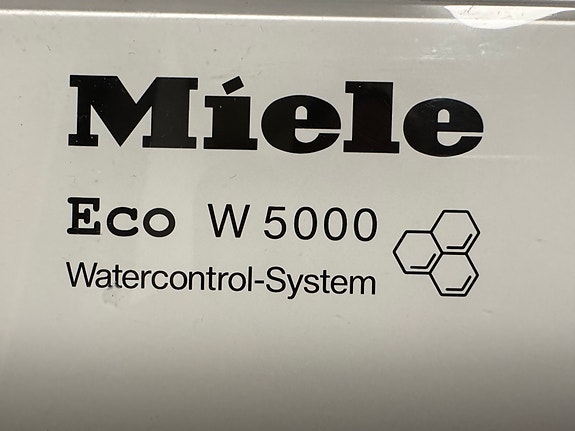 Miele
Eco W 5000
Watercontrol-System